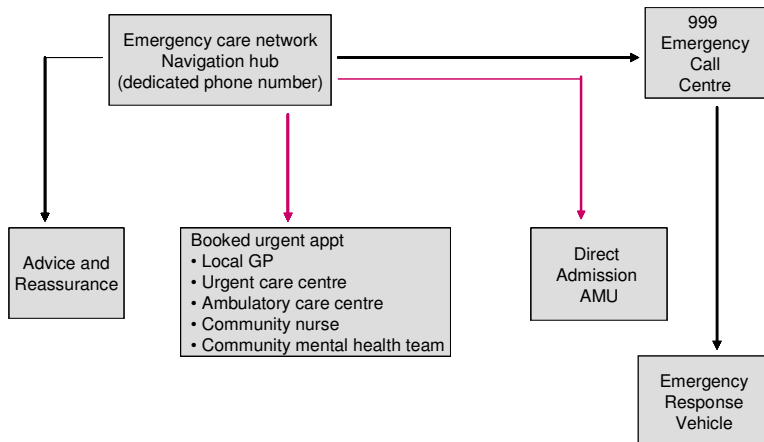 Emergency care network
Navigation hub
(dedicated phone number)
999
Emergency
Call
Centre
Advice and
Reassurance
Booked urgent appt
• Local GP
• Urgent care centre
• Ambulatory care centre
• Community nurse
• Community mental health team
Direct
Admission
AMU
Emergency
Response
Vehicle